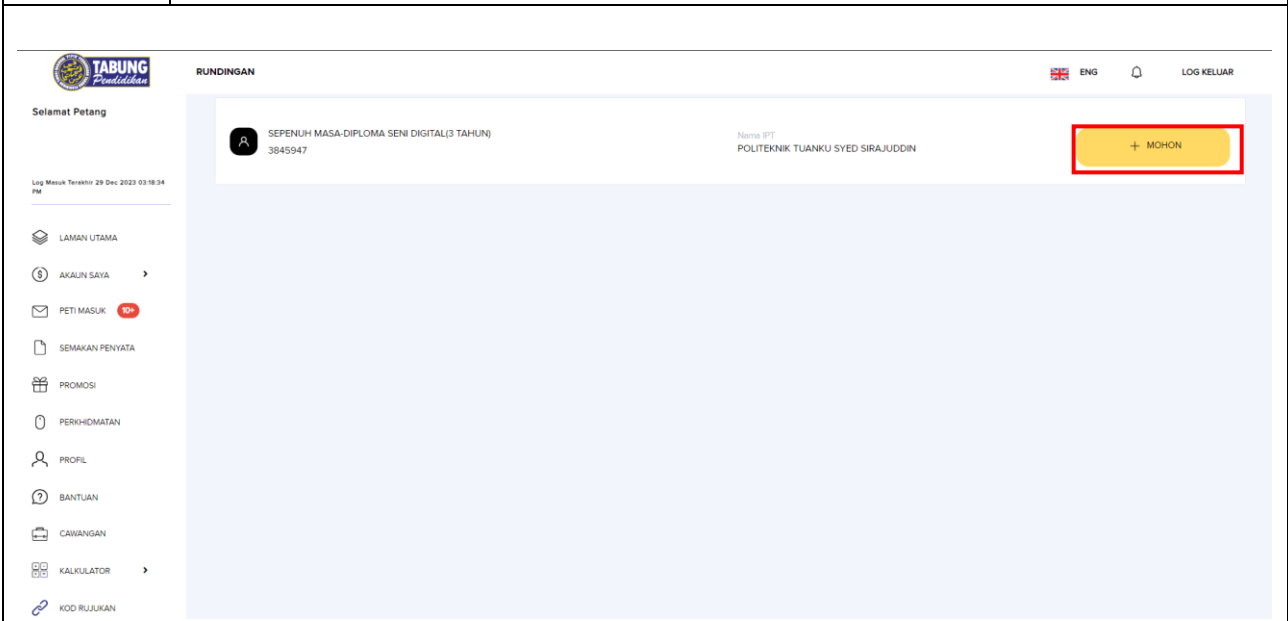 TABUNG
Pendidikan
RUNDINGAN
ENG
LOG KELUAR
Selamat Petang
SEPENUH MASA-DIPLOMA SENI DIGITAL(3 TAHUN)
3845947
Nama IPT
POLITEKNIK TUANKU SYED SIRAJUDDIN
+ MOHON
Log Masuk Terakhir 29 Dec 2023 03:18:34
PM
LAMAN UTAMA
AKAUN SAYA
PETI MASUK 10+
SEMAKAN PENYATA
PROMOSI
PERKHIDMATAN
PROFIL
BANTUAN
CAWANGAN
KALKULATOR
KOD RUJUKAN